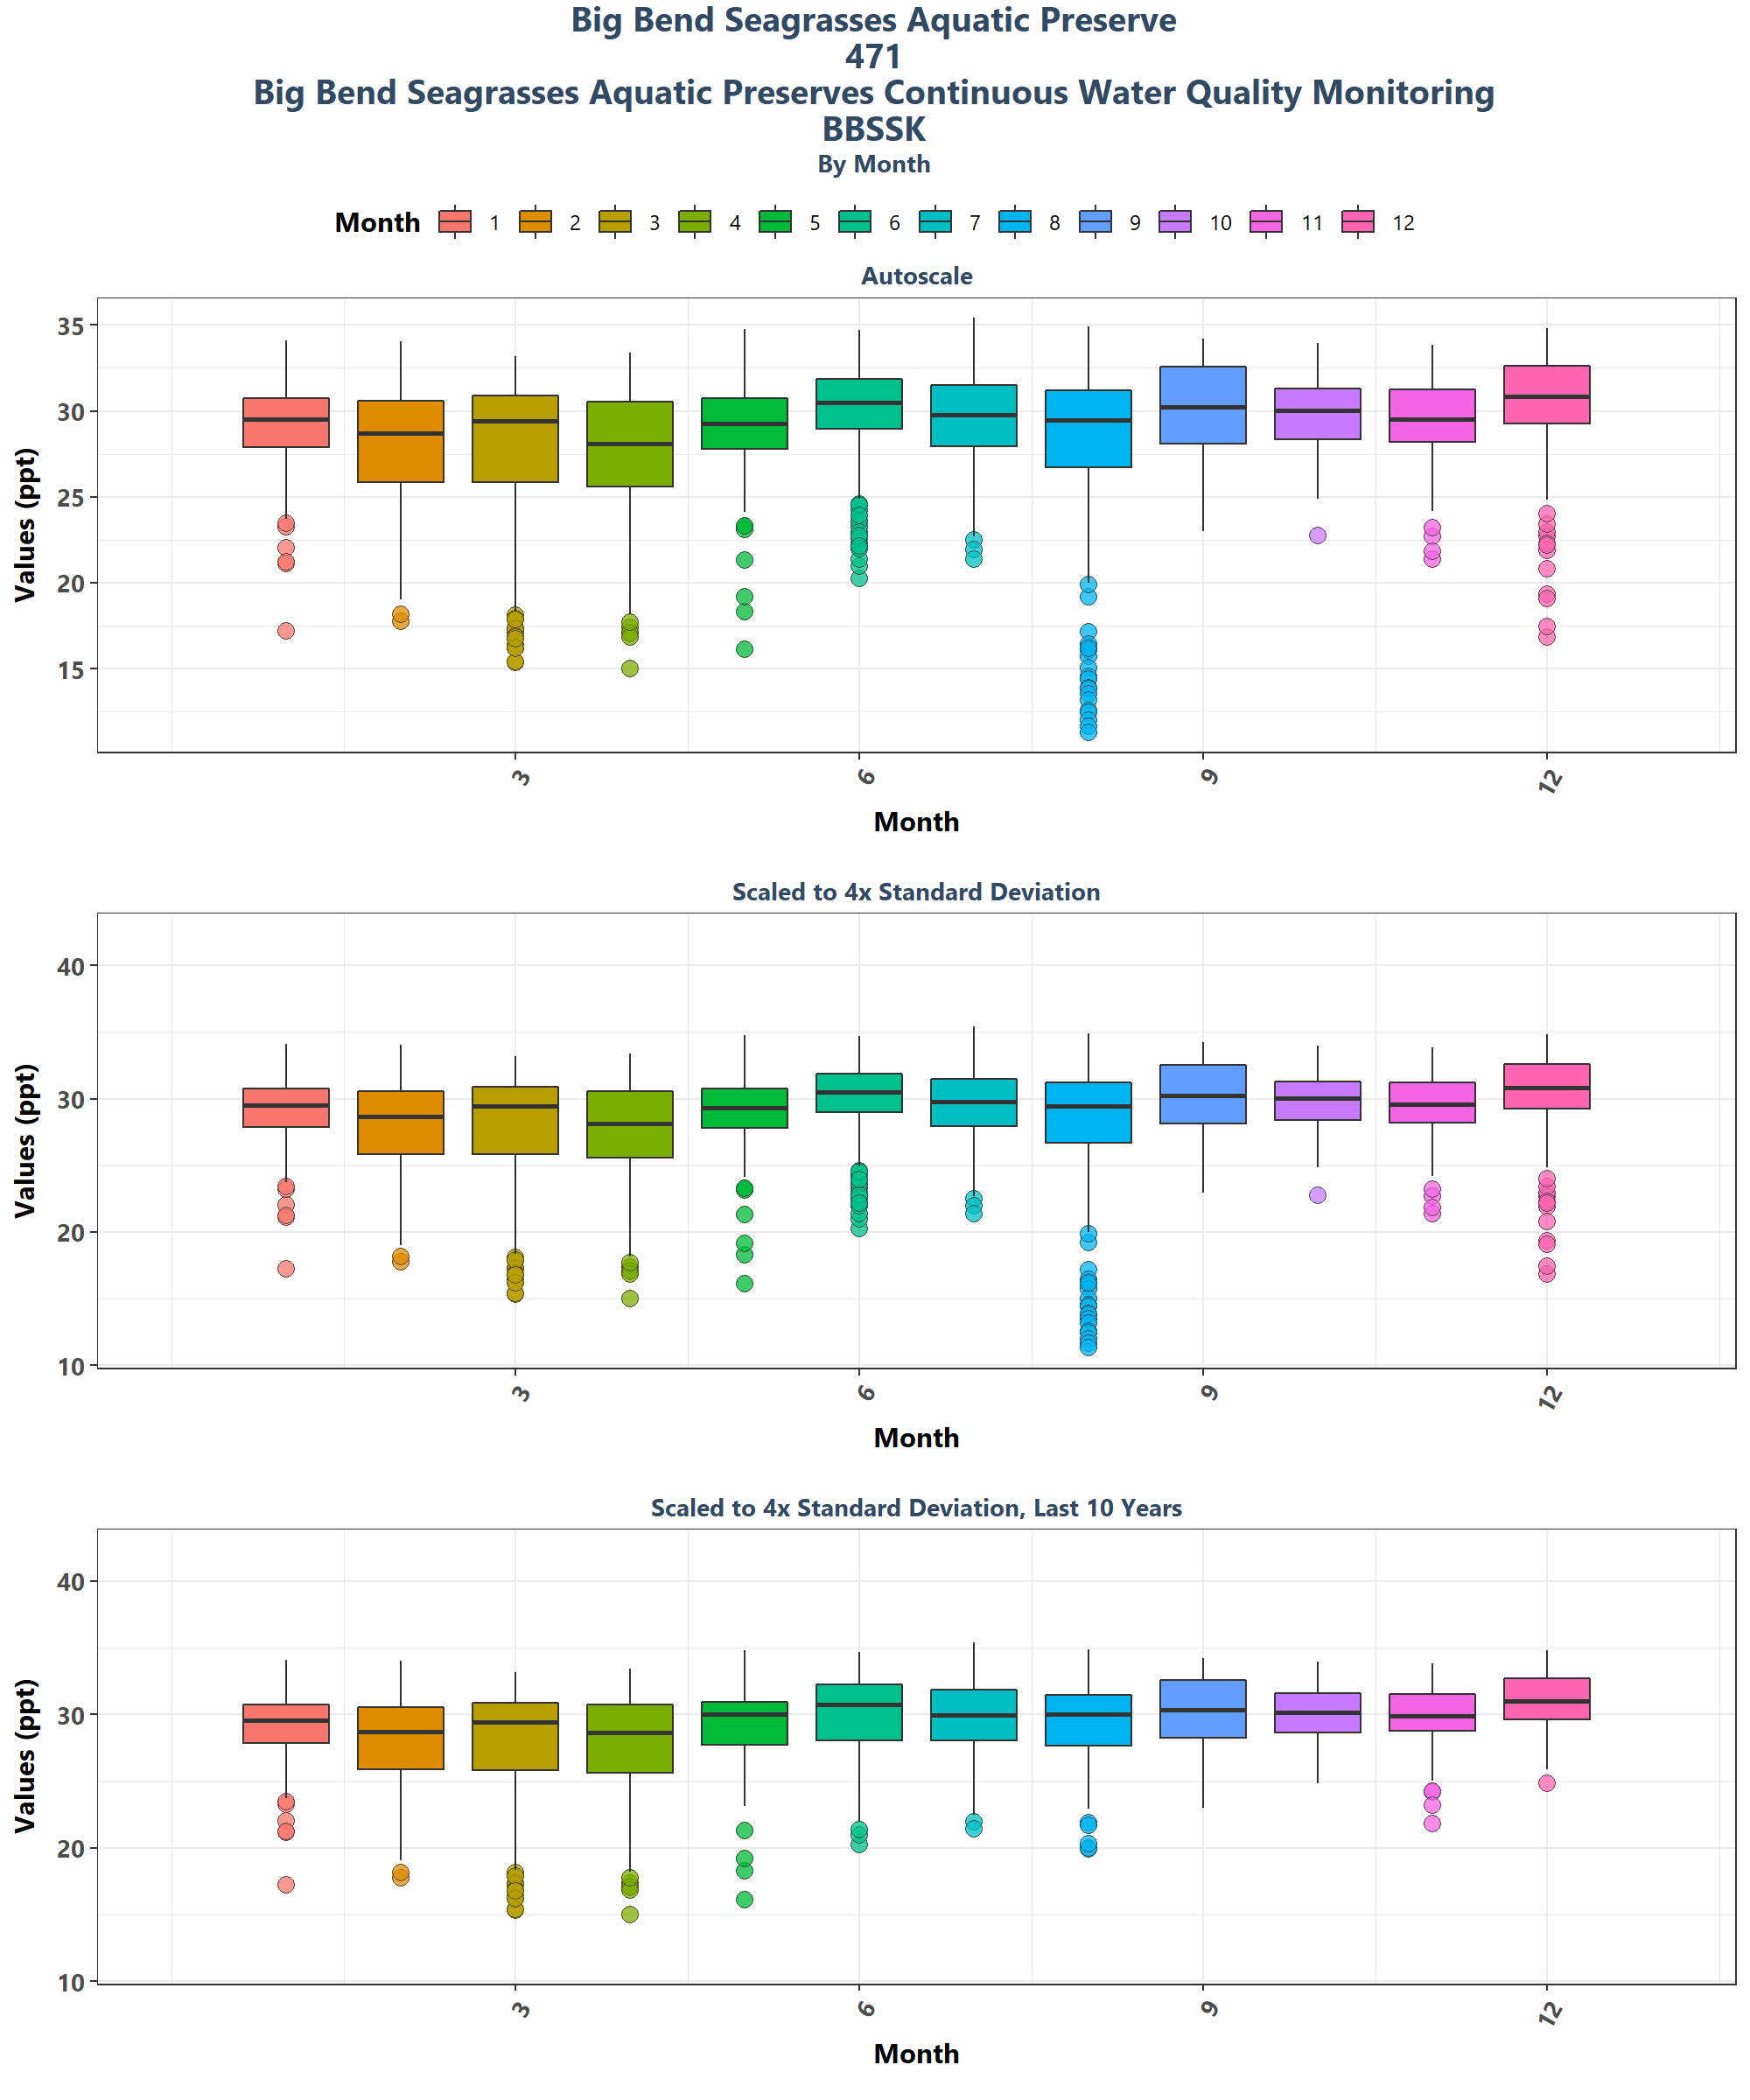 Big Bend Seagrasses Aquatic Preserve
471
Big Bend Seagrasses Aquatic Preserves Continuous Water Quality Monitoring
BBSSK
By Month
Month 1 2 3 4 5 6 7 8 9 10 11 12
Autoscale
Values (ppt)
35
30
25
20
15
3 6 9 12
Month
Scaled to 4x Standard Deviation
Values (ppt)
40
30
20
10
3 6 9 12
Month
Scaled to 4x Standard Deviation, Last 10 Years
Values (ppt)
40
30
20
10
3 6 9 12
Month